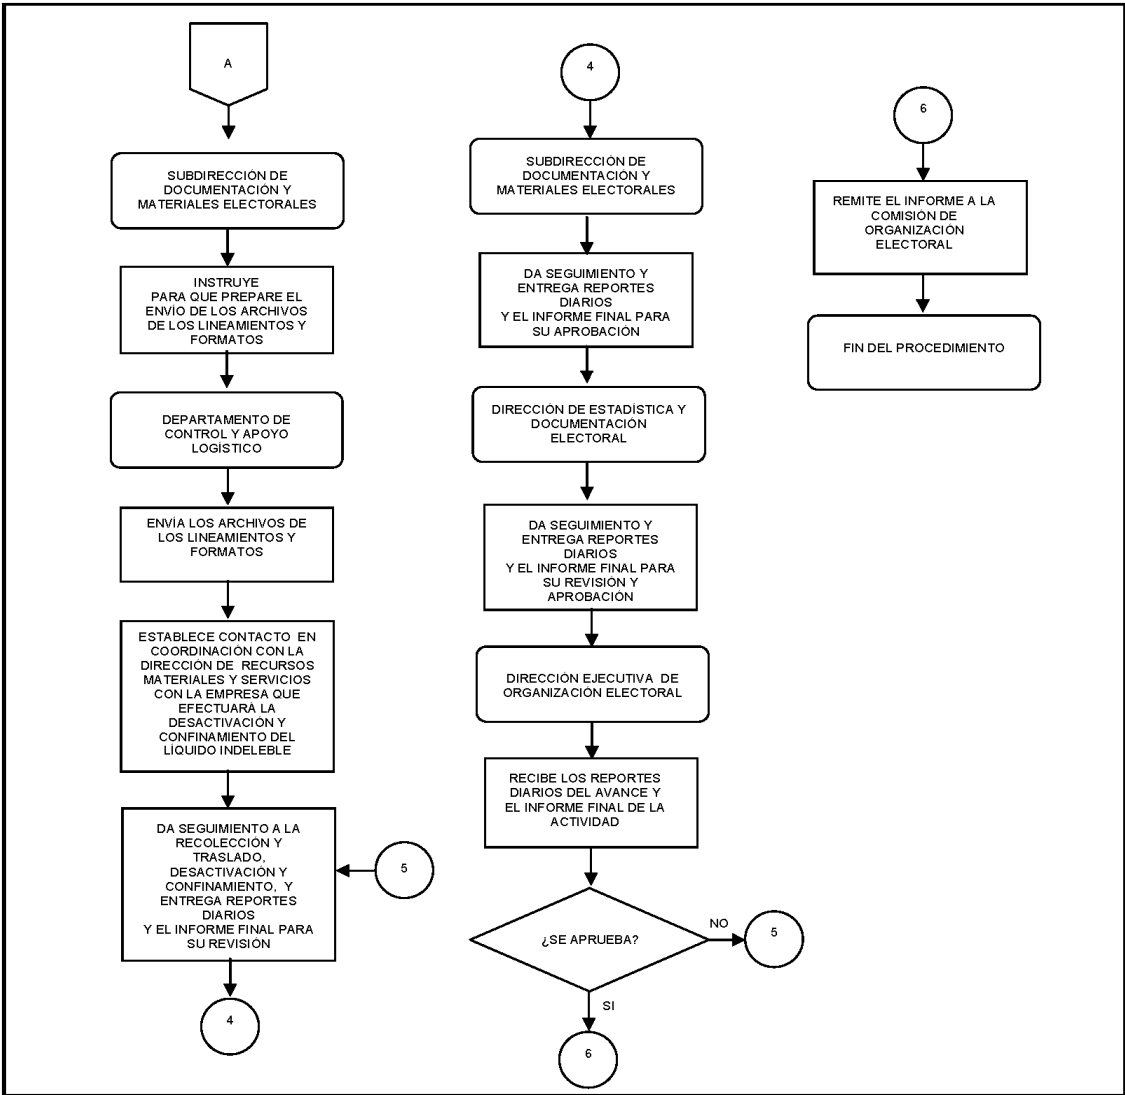 A
SUBDIRECCIÓN DE
DOCUMENTACIÓN Y
MATERIALES ELECTORALES
INSTRUYE
PARA QUE PREPARE EL
ENVÍO DE LOS ARCHIVOS
DE LOS LINEAMIENTOS Y
FORMATOS
DEPARTAMENTO DE
CONTROL Y APOYO
LOGÍSTICO
ENVÍA LOS ARCHIVOS DE
LOS LINEAMIENTOS Y
FORMATOS
ESTABLECE CONTACTO EN
COORDINACIÓN CON LA
DIRECCIÓN DE RECURSOS
MATERIALES Y SERVICIOS
CON LA EMPRESA QUE
EFECTUARÁ LA
DESACTIVACIÓN Y
CONFINAMIENTO DEL
LÍQUIDO INDELEBLE
DA SEGUIMIENTO A LA
RECOLECCIÓN Y
TRASLADO,
DESACTIVACIÓN Y
CONFINAMIENTO, Y
ENTREGA REPORTES
DIARIOS
Y EL INFORME FINAL PARA
SU REVISIÓN
5
4
4
SUBDIRECCIÓN DE
DOCUMENTACIÓN Y
MATERIALES ELECTORALES
DA SEGUIMIENTO Y
ENTREGA REPORTES
DIARIOS
Y EL INFORME FINAL PARA
SU APROBACIÓN
DIRECCIÓN DE ESTADÍSTICA Y
DOCUMENTACIÓN
ELECTORAL
DA SEGUIMIENTO Y
ENTREGA REPORTES
DIARIOS
Y EL INFORME FINAL PARA
SU REVISIÓN Y
APROBACIÓN
DIRECCIÓN EJECUTIVA DE
ORGANIZACIÓN ELECTORAL
RECIBE LOS REPORTES
DIARIOS DEL AVANCE Y
EL INFORME FINAL DE LA
ACTIVIDAD
¿SE APRUEBA?
NO
5
SI
6
6
REMITE EL INFORME A LA
COMISIÓN DE
ORGANIZACIÓN
ELECTORAL
FIN DEL PROCEDIMIENTO